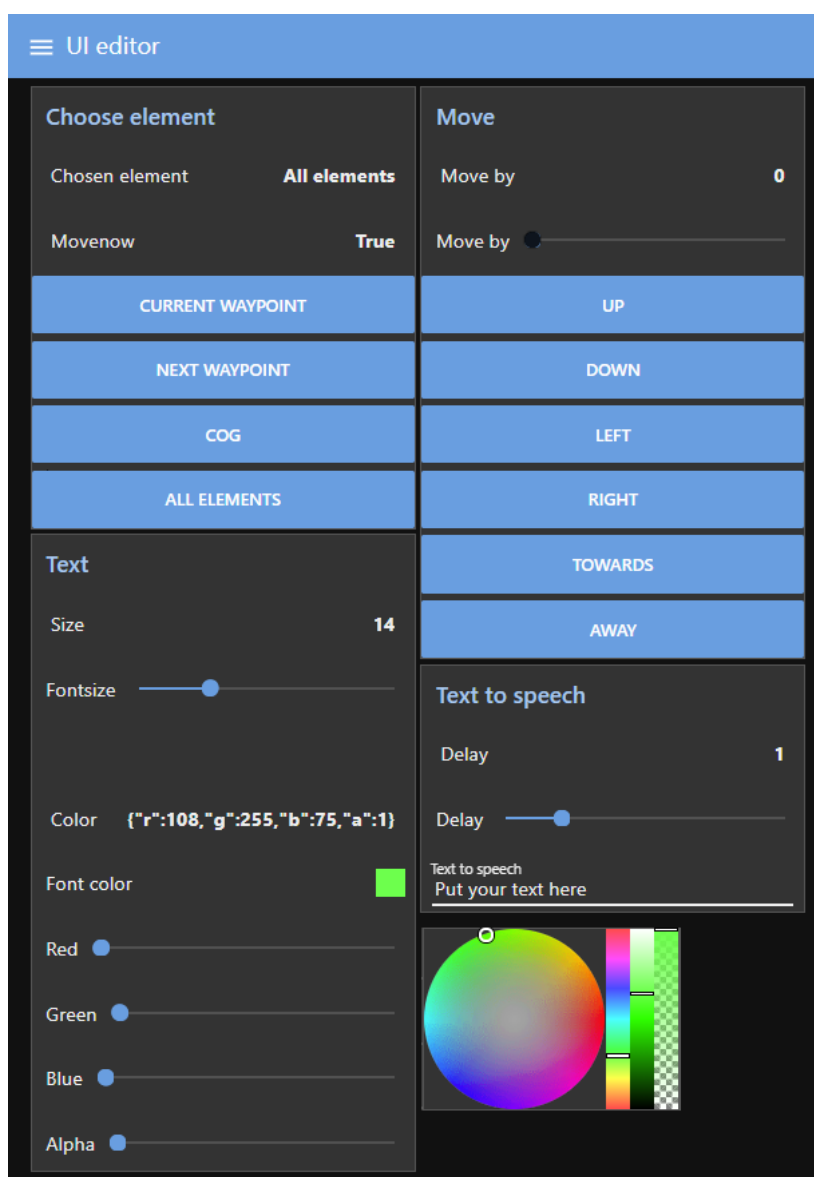 UI editor
Choose element
Chosen element All elements
Movenow True
CURRENT WAYPOINT
NEXT WAYPOINT
COG
ALL ELEMENTS
Text
Size 14
Fontsize
Color {"r":108,"g":255,"b":75,"a":1}
Font color
Red
Green
Blue
Alpha
Move
Move by 0
Move by
UP
DOWN
LEFT
RIGHT
TOWARDS
AWAY
Text to speech
Delay 1
Delay
Text to speech
Put your text here